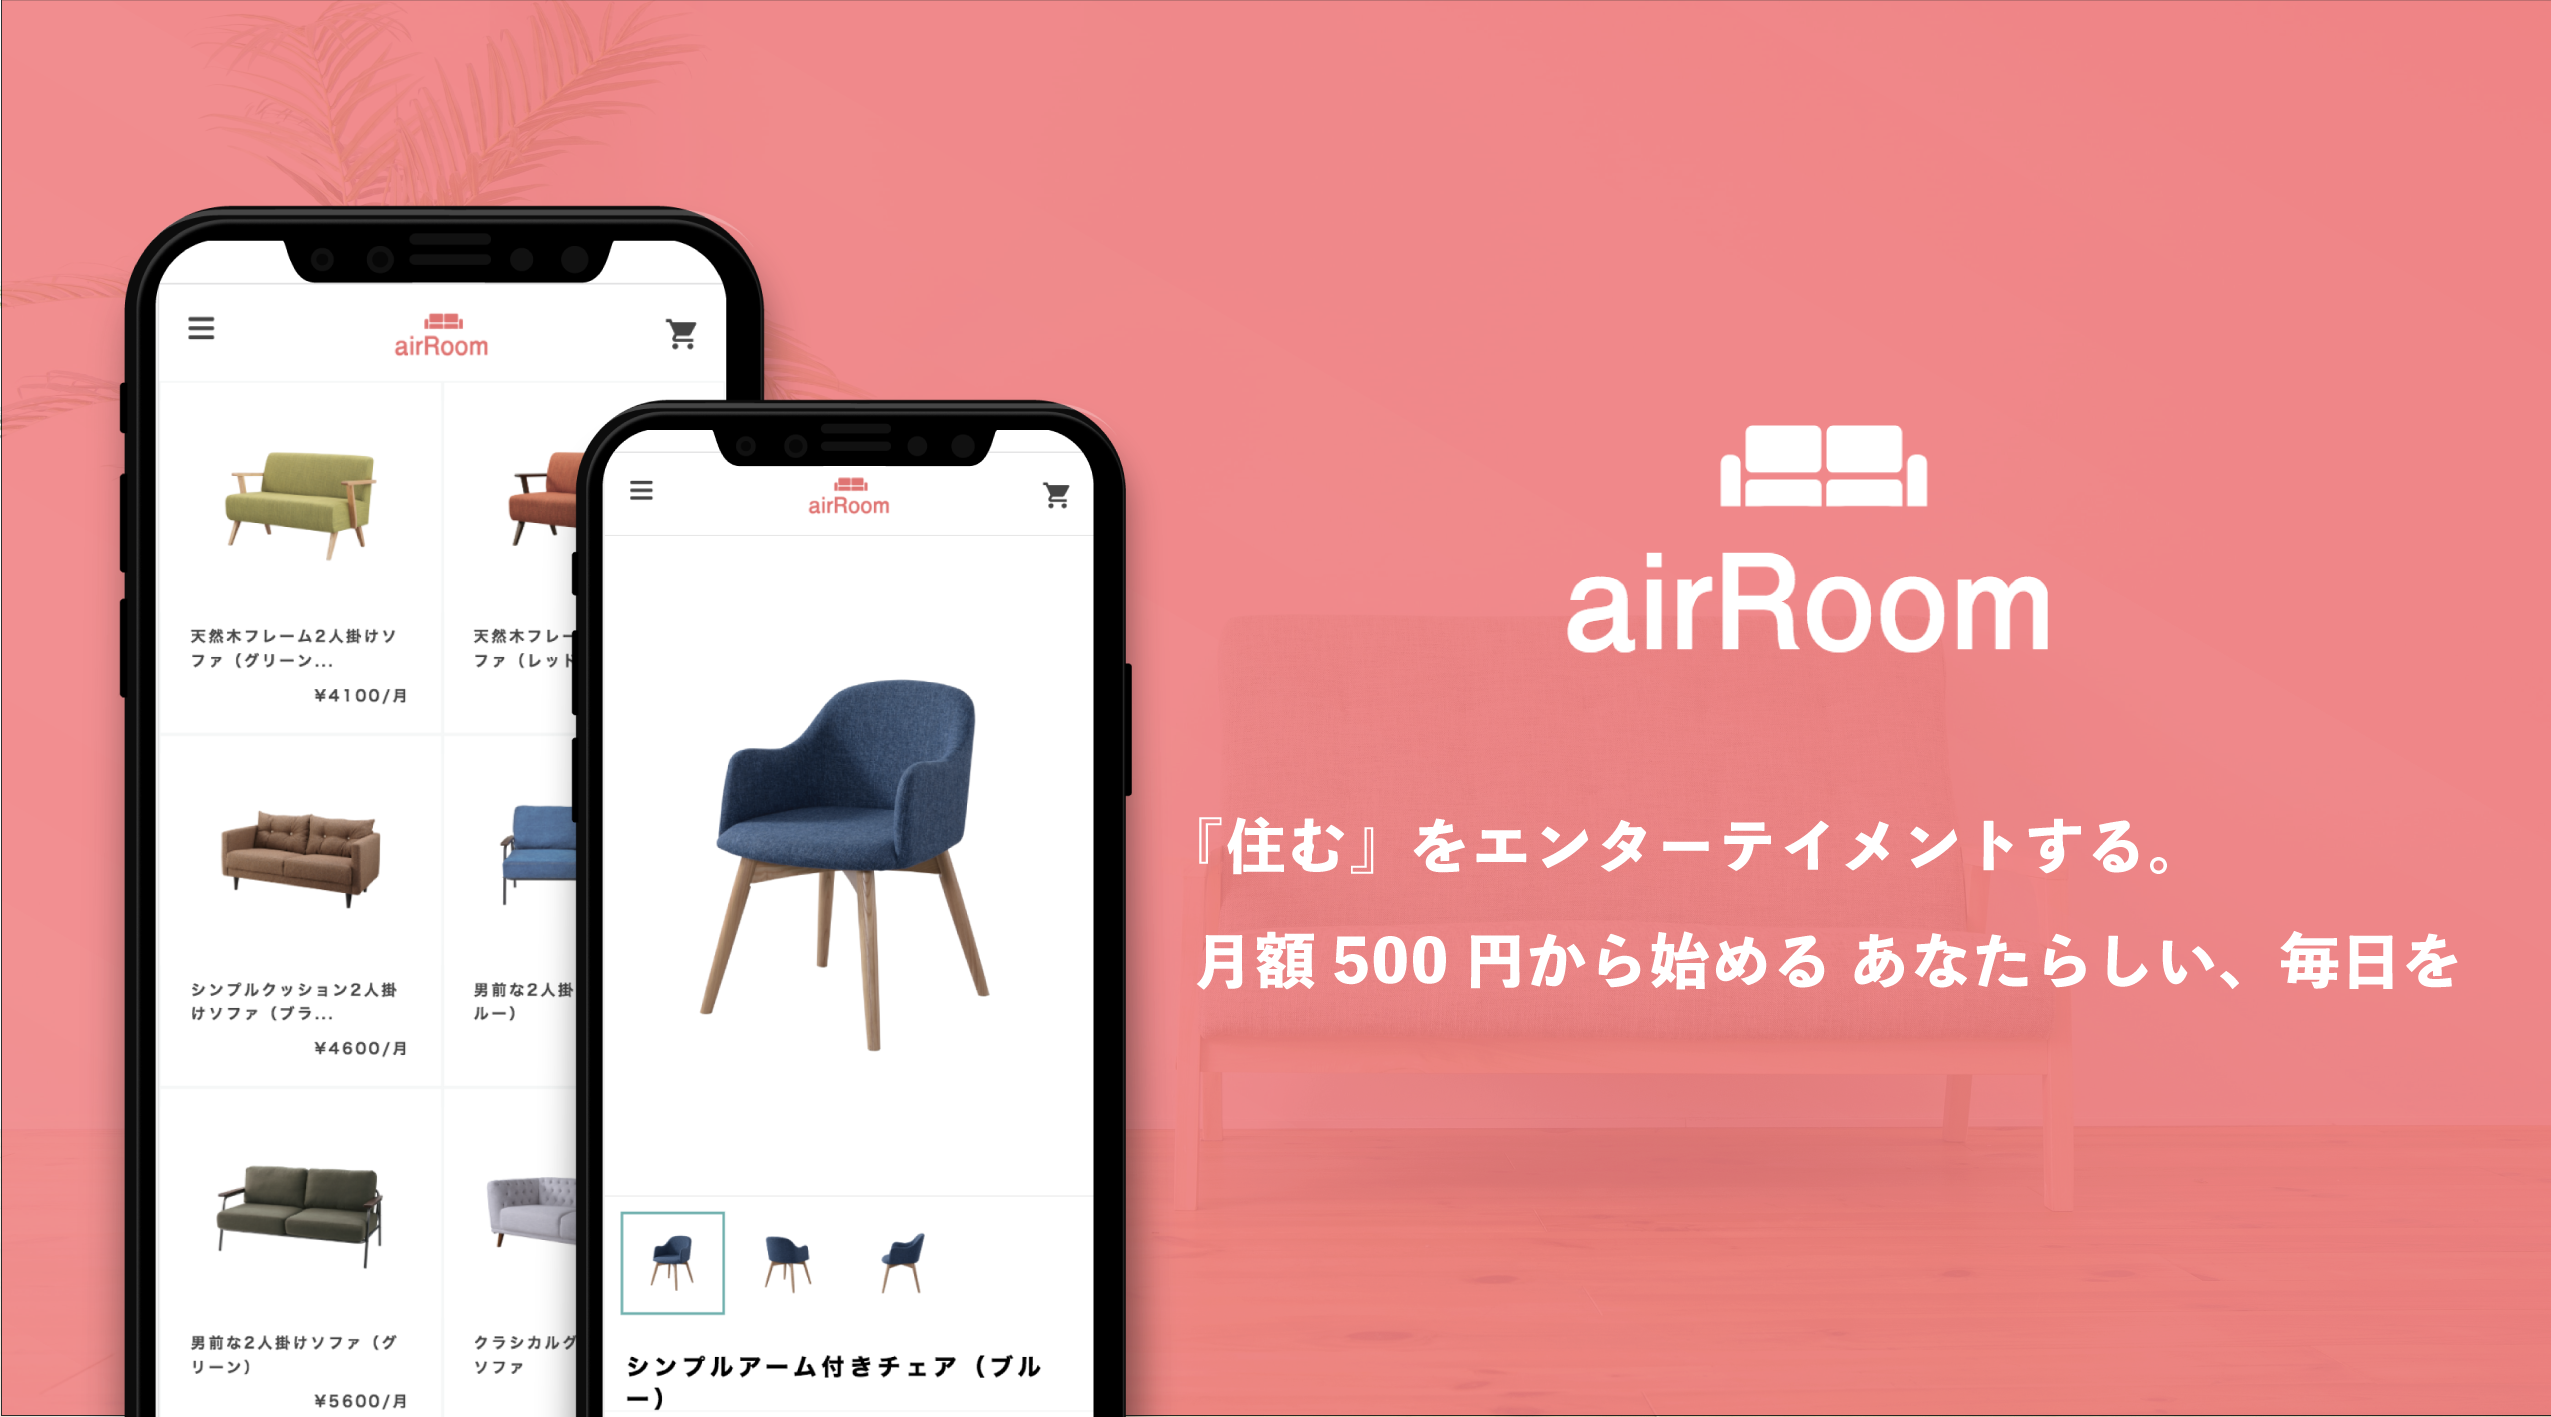 airRoom
天然木フレーム2人掛けソ
ファ（グリーン...
¥4100/月
天然木フレー
ファ（レッド
シンプルクッション2人掛
けソファ（ブラ...
¥4600/月
男前な2人掛
ルー）
男前な2人掛けソファ（グ
リーン）
¥5600/月
クラシカルグ
ソファ
airRoom
シンプルアーム付きチェア（ブル
ー）
airRoom
『住む』をエンターテイメントする。
月額 500 円から始める あなたらしい、毎日を